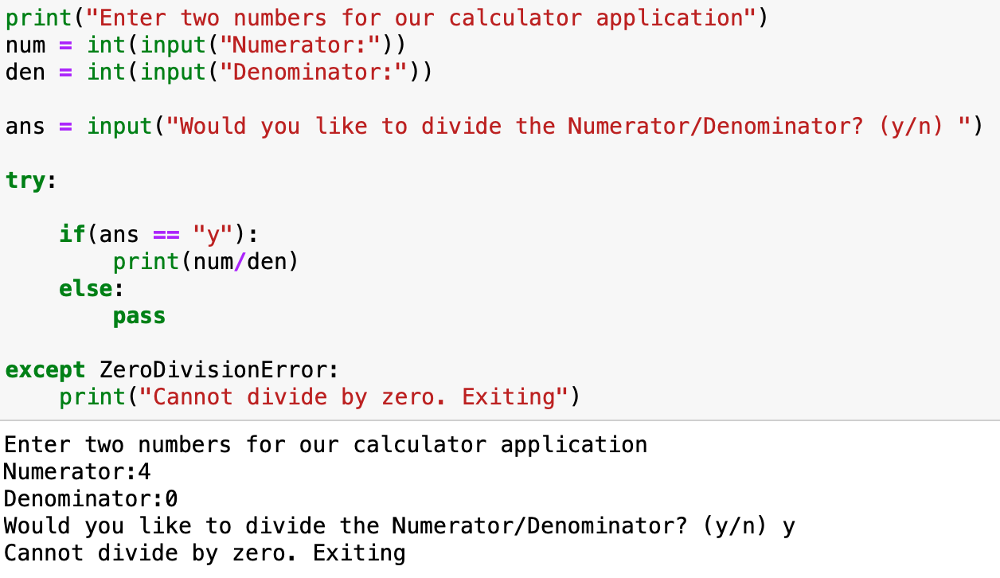 print("Enter two numbers for our calculator application")
num = int(input("Numerator:"))
den = int(input("Denominator:"))
ans = input("Would you like to divide the Numerator/Denominator? (y/n) ")
try:
    if(ans == "y"):
        print(num/den)
    else:
        pass
except ZeroDivisionError:
    print("Cannot divide by zero. Exiting")
Enter two numbers for our calculator application
Numerator:4
Denominator:0
Would you like to divide the Numerator/Denominator? (y/n) y
Cannot divide by zero. Exiting